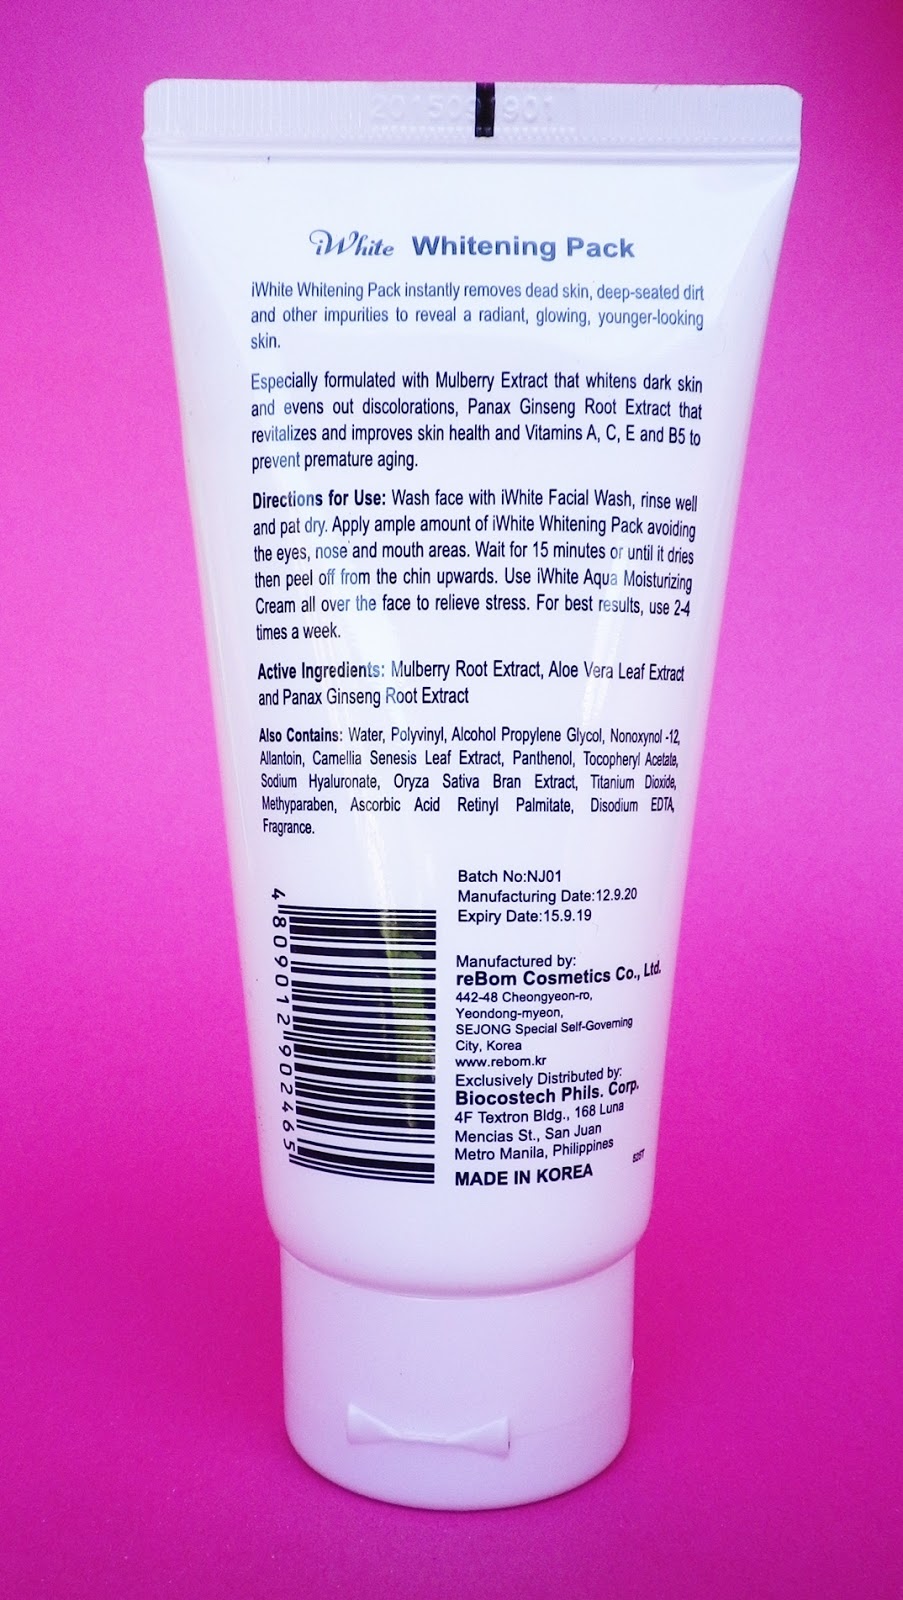 iWhite Whitening Pack
iWhite Whitening Pack instantly removes dead skin, deep-seated dirt
and other impurities to reveal a radiant, glowing, younger-looking
skin.
Especially formulated with Mulberry Extract that whitens dark skin
and evens out discolorations, Panax Ginseng Root Extract that
revitalizes and improves skin health and Vitamins A, C, E and B5 to
prevent premature aging.
Directions for Use: Wash face with iWhite Facial Wash, rinse well
and pat dry. Apply ample amount of iWhite Whitening Pack avoiding
the eyes, nose and mouth areas. Wait for 15 minutes or until it dries
then peel off from the chin upwards. Use iWhite Aqua Moisturizing
Cream all over the face to relieve stress. For best results, use 2-4
times a week.
Active Ingredients: Mulberry Root Extract, Aloe Vera Leaf Extract
and Panax Ginseng Root Extract
Also Contains: Water, Polyvinyl, Alcohol Propylene Glycol, Nonoxynol -12,
Allantoin, Camellia Senesis Leaf Extract, Panthenol, Tocopheryl Acetate,
Sodium Hyaluronate, Oryza Sativa Bran Extract, Titanium Dioxide,
Methyparaben, Ascorbic Acid Retinyl Palmitate, Disodium EDTA,
Fragrance.
Batch No:NJ01
Manufacturing Date:12.9.20
Expiry Date:15.9.19
4 809012 902465
Manufactured by:
reBom Cosmetics Co., Ltd.
442-48 Cheongyeon-ro,
Yeondong-myeon,
SEJONG Special Self-Governing
City, Korea
www.rebom.kr
Exclusively Distributed by:
Biocostech Phils. Corp.
4F Textron Bldg., 168 Luna
Mencias St., San Juan
Metro Manila, Philippines
MADE IN KOREA